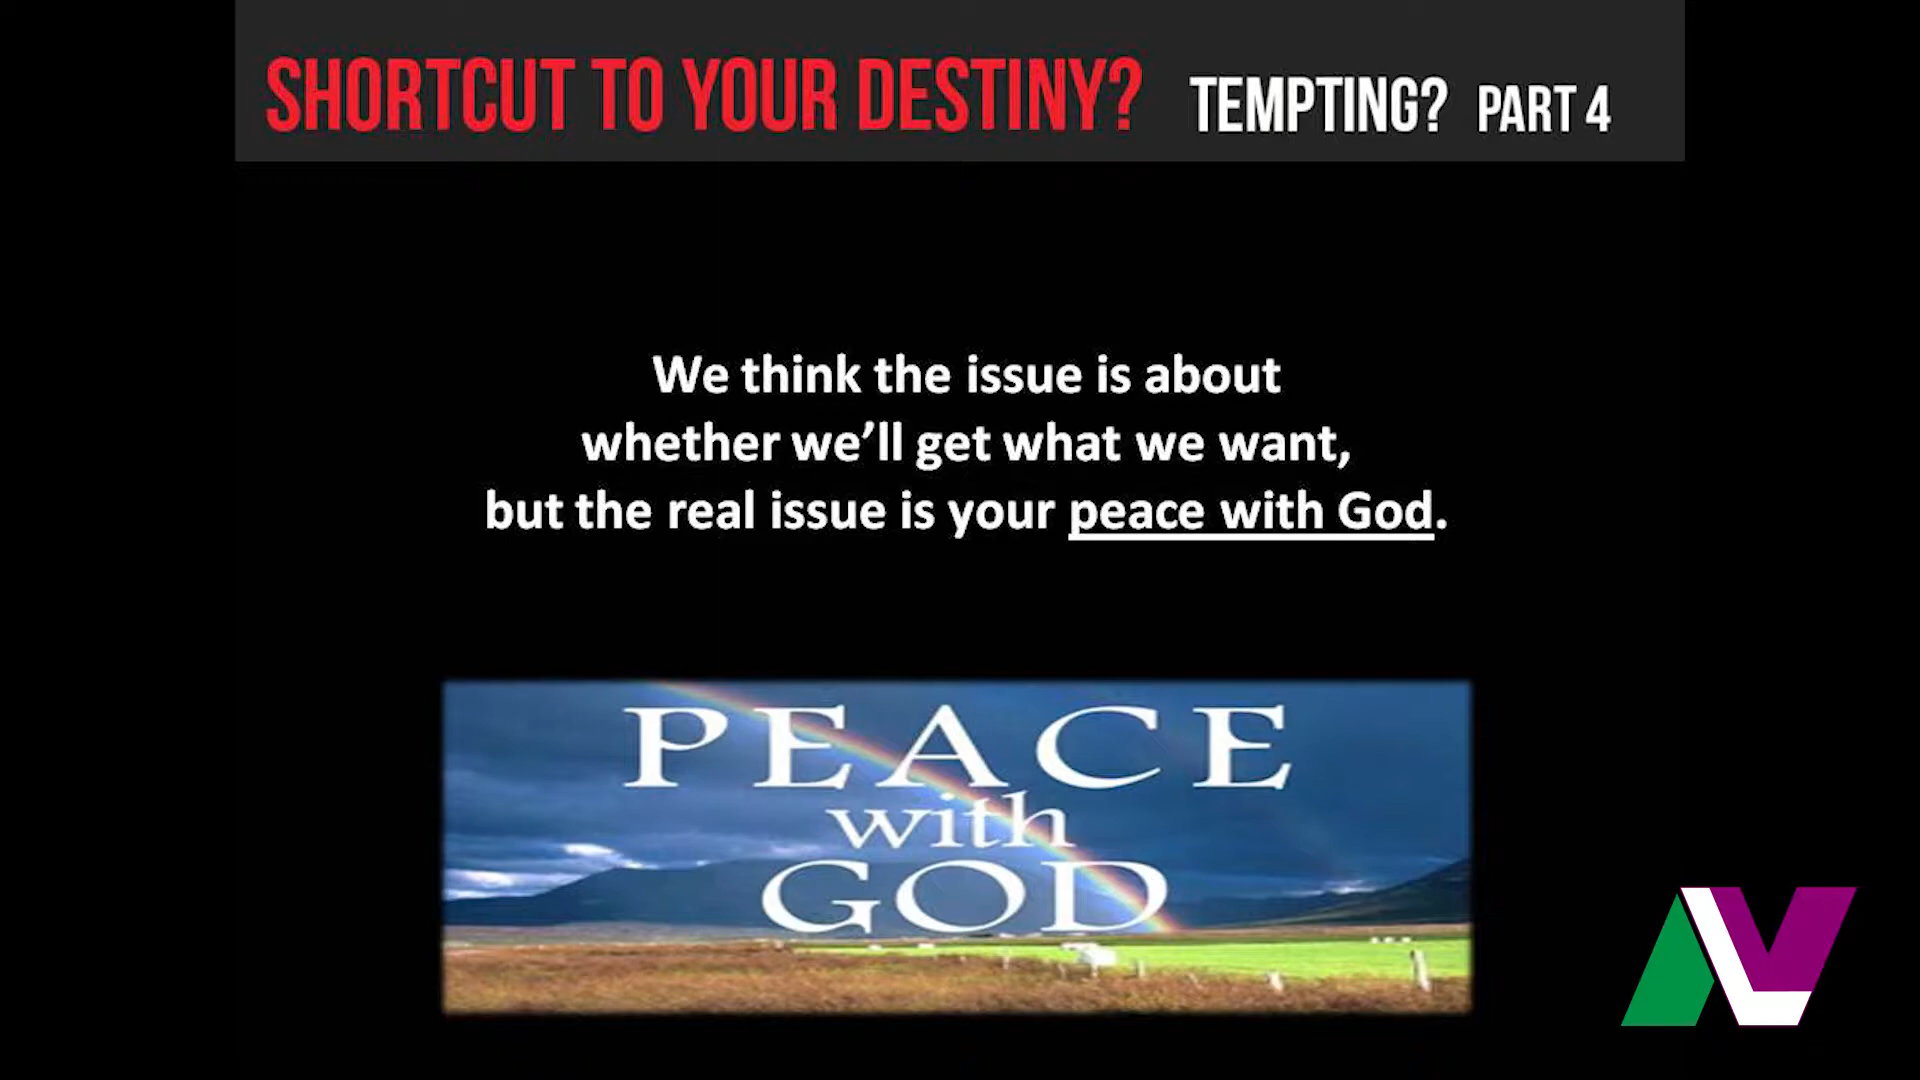 SHORTCUT TO YOUR DESTINY? TEMPTING? PART 4
We think the issue is about
whether we’ll get what we want,
but the real issue is your peace with God.
PEACE
with
GOD